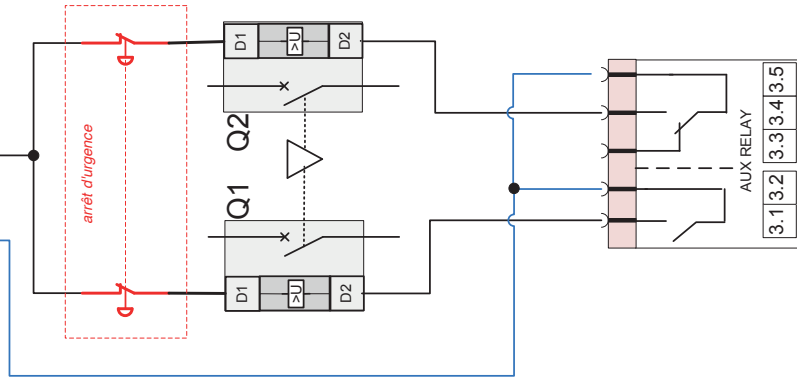 arrêt d'urgence
D1
>U
D2
Q2
Q1
D1
>U
D2
AUX RELAY
3.1 3.2 3.3 3.4 3.5